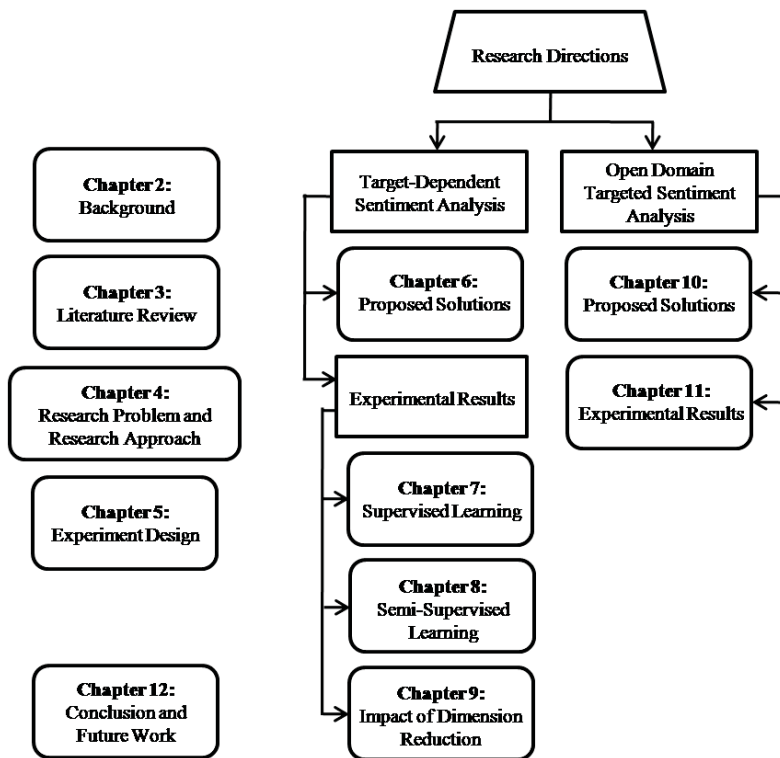 Research Directions
Chapter 2:
Background
Chapter 3:
Literature Review
Chapter 4:
Research Problem and
Research Approach
Chapter 5:
Experiment Design
Chapter 12:
Conclusion and
Future Work
Target-Dependent
Sentiment Analysis
Chapter 6:
Proposed Solutions
Experimental Results
Chapter 7:
Supervised Learning
Chapter 8:
Semi-Supervised
Learning
Chapter 9:
Impact of Dimension
Reduction
Open Domain
Targeted Sentiment
Analysis
Chapter 10:
Proposed Solutions
Chapter 11:
Experimental Results